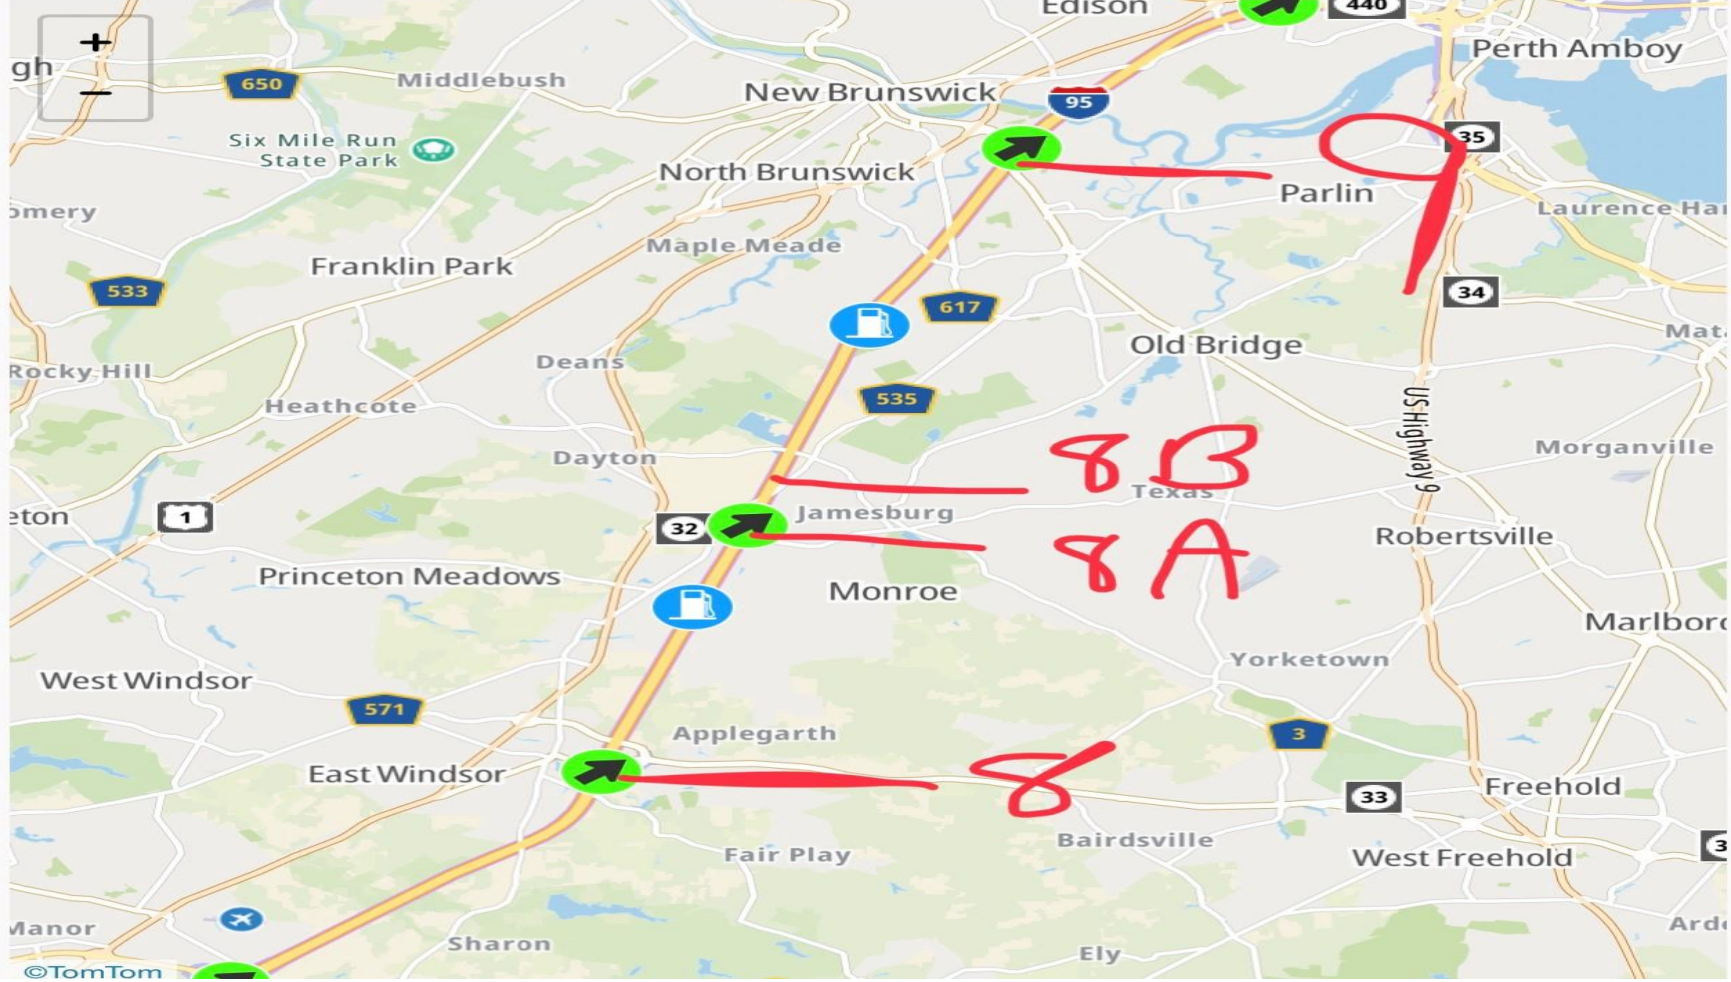 Edison
440
+
gh
−
650
Middlebush
New Brunswick
95
Perth Amboy
Six Mile Run
State Park
35
9
North Brunswick
Parlin
omery
Laurence Ha
Maple Meade
Franklin Park
533
617
34
Rocky Hill
Deans
Old Bridge
Mat
Heathcote
535
US Highway 9
Dayton
8B
Texas
Morganville
eton
1
32
Jamesburg
8A
Robertsville
Princeton Meadows
Monroe
Marlboro
West Windsor
571
Yorketown
Applegarth
3
East Windsor
8
33
Freehold
Fair Play
Bairdsville
West Freehold
3
Manor
Sharon
Ely
Ard
©TomTom